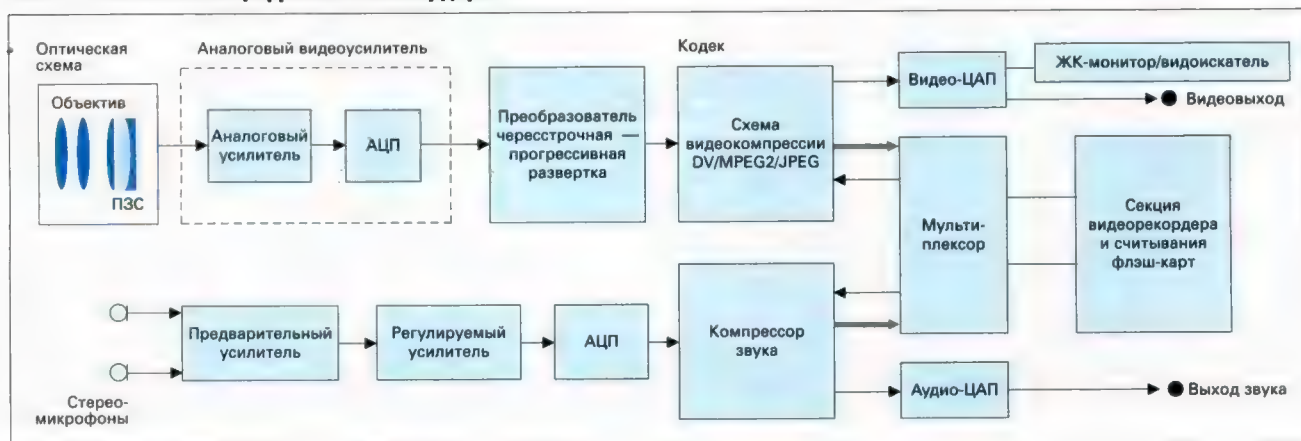 Оптическая
схема
Объектив
ПЗС
Аналоговый видеоусилитель
Аналоговый
усилитель
АЦП
Преобразователь
чересстрочная —
прогрессивная
развертка
Кодек
Схема
видеокомпрессии
DV/MPEG2/JPEG
Видео-ЦАП
ЖК-монитор/видоискатель
Видеовыход
Мульти-
плексор
Секция
видеорекордера
и считывания
флэш-карт
Стерео-
микрофоны
Предварительный
усилитель
Регулируемый
усилитель
АЦП
Компрессор
звука
Аудио-ЦАП
Выход звука